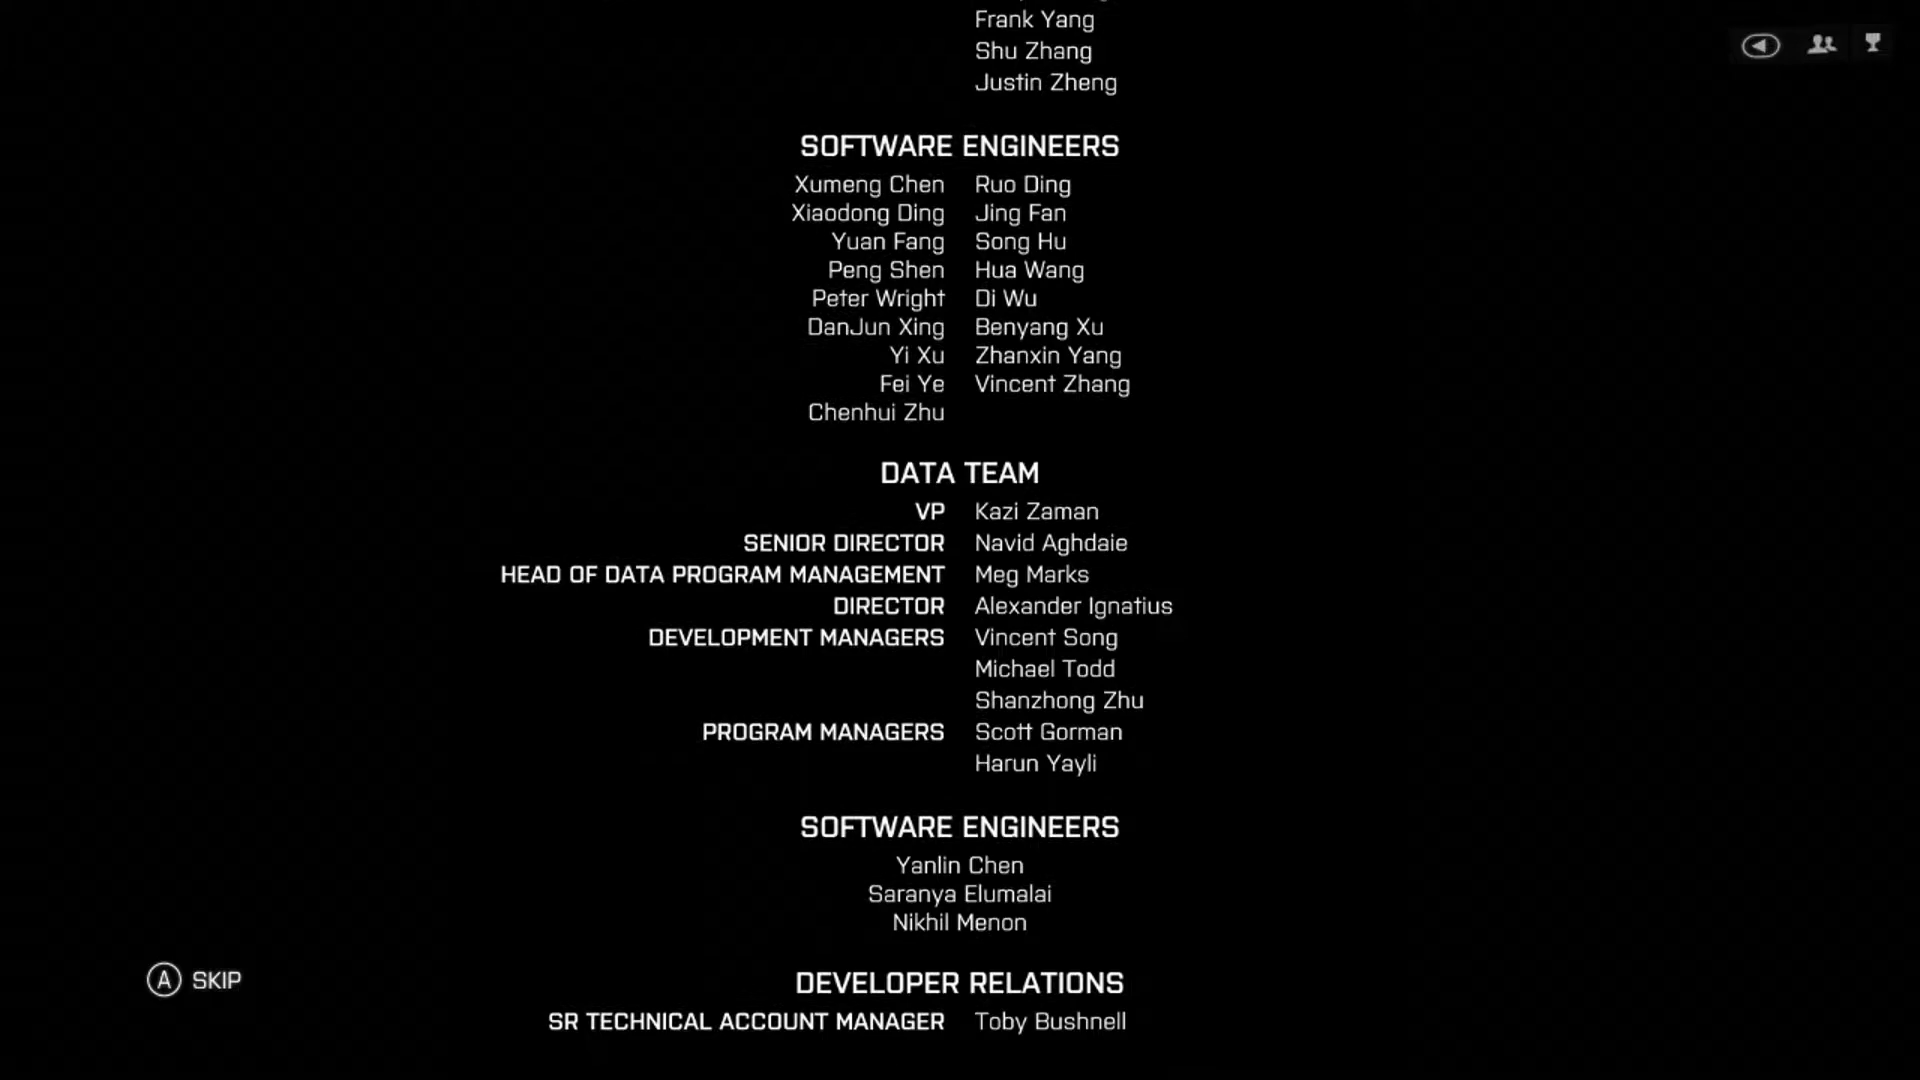 Frank Yang
Shu Zhang
Justin Zheng
SOFTWARE ENGINEERS
Xumeng Chen Ruo Ding
Xiaodong Ding Jing Fan
Yuan Fang Song Hu
Peng Shen Hua Wang
Peter Wright Di Wu
DanJun Xing Benyang Xu
Yi Xu Zhanxin Yang
Fei Ye Vincent Zhang
Chenhui Zhu
DATA TEAM
VP Kazi Zaman
SENIOR DIRECTOR Navid Aghdaie
HEAD OF DATA PROGRAM MANAGEMENT Meg Marks
DIRECTOR Alexander Ignatius
DEVELOPMENT MANAGERS Vincent Song
Michael Todd
Shanzhong Zhu
PROGRAM MANAGERS Scott Gorman
Harun Yayli
SOFTWARE ENGINEERS
Yanlin Chen
Saranya Elumalai
Nikhil Menon
A SKIP
DEVELOPER RELATIONS
SR TECHNICAL ACCOUNT MANAGER Toby Bushnell